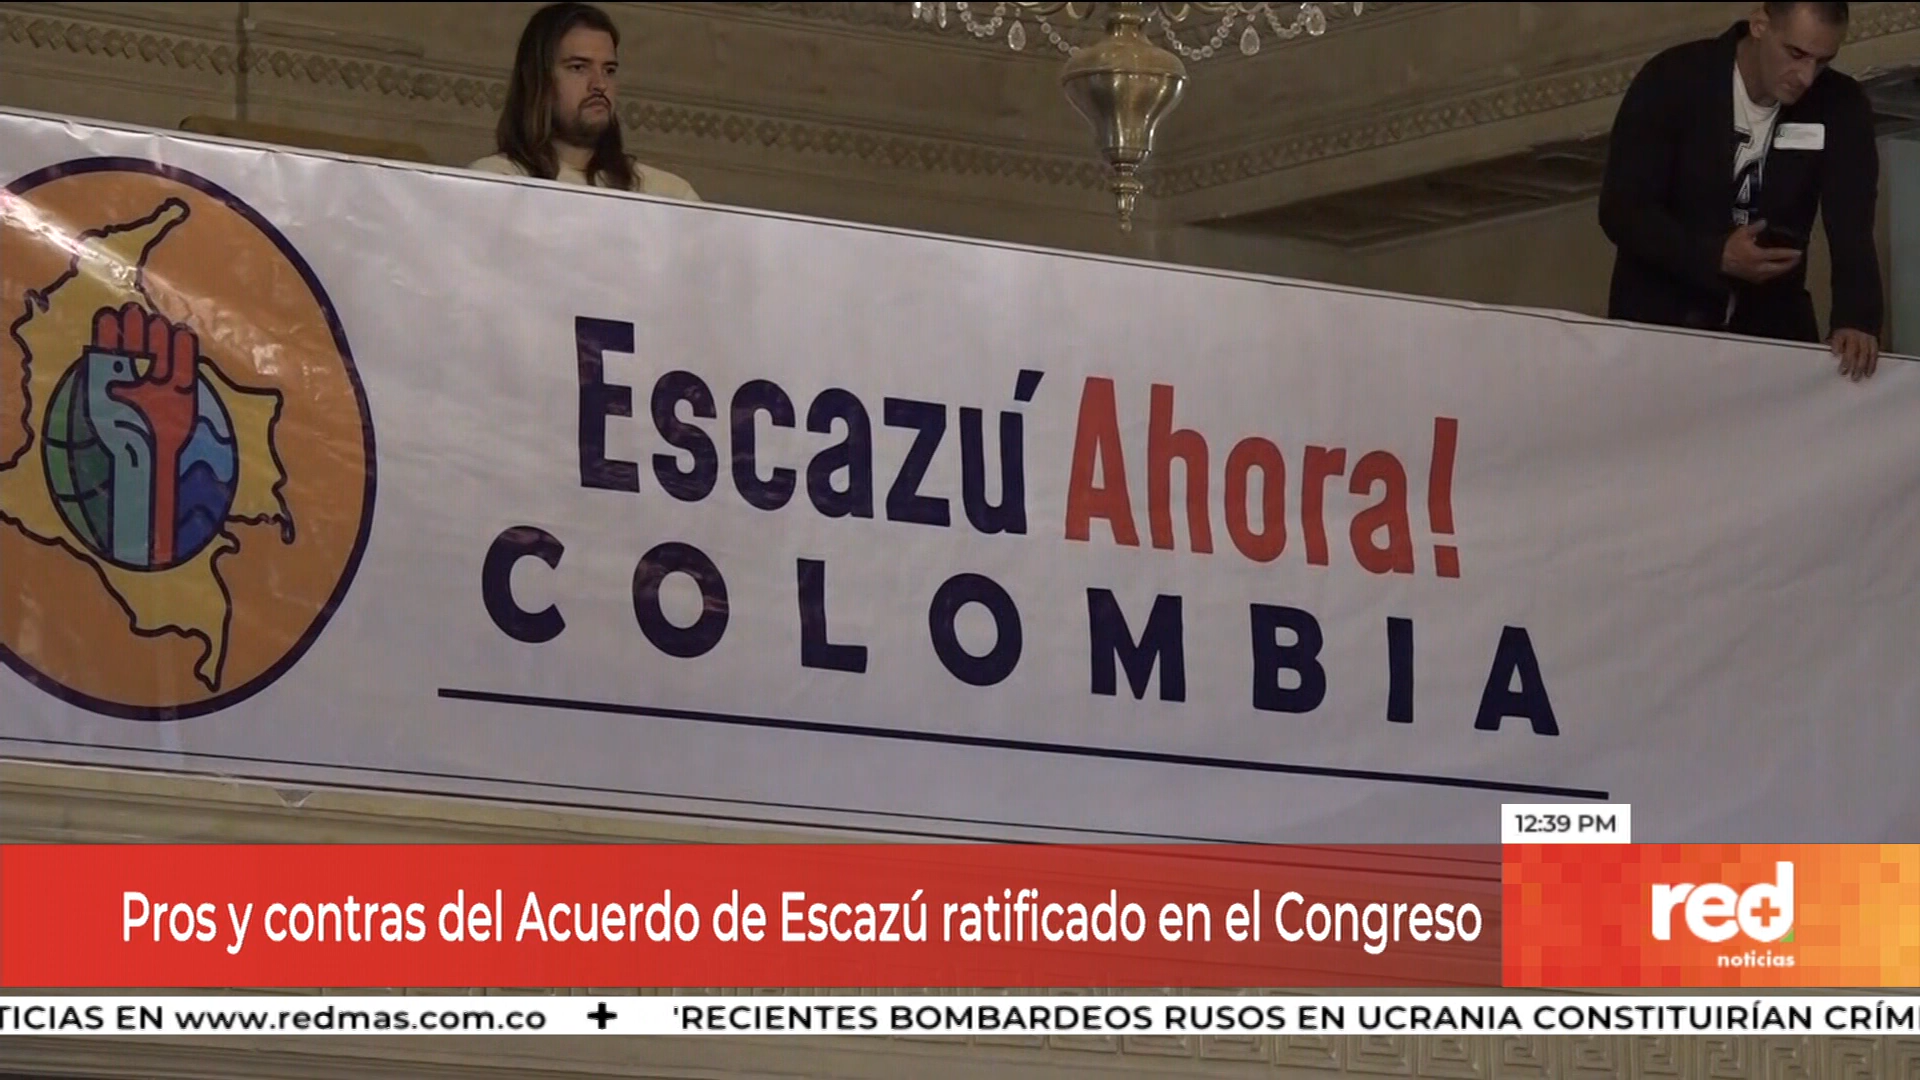 Escazú Ahora!
COLOMBIA
12:39 PM
Pros y contras del Acuerdo de Escazú ratificado en el Congreso
red+
noticias
TICIAS EN www.redmas.com.co + 'RECIENTES BOMBARDEOS RUSOS EN UCRANIA CONSTITUIRÍAN CRÍM